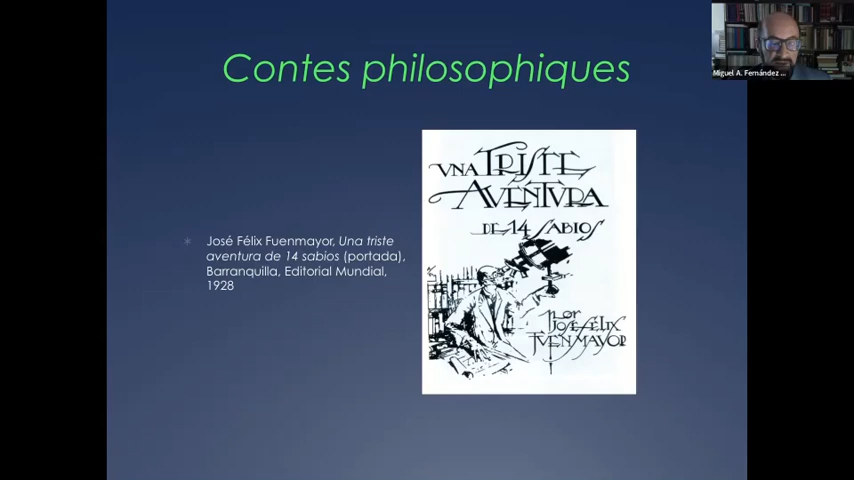 Contes philosophiques
Miguel A. Fernández ...
José Félix Fuenmayor, Una triste
aventura de 14 sabios (portada),
Barranquilla, Editorial Mundial,
1928
VNA TRISTE
AVENTVRA
DE 14 SABIOS
por
JOSE FÉLIX
FVENMAYOR